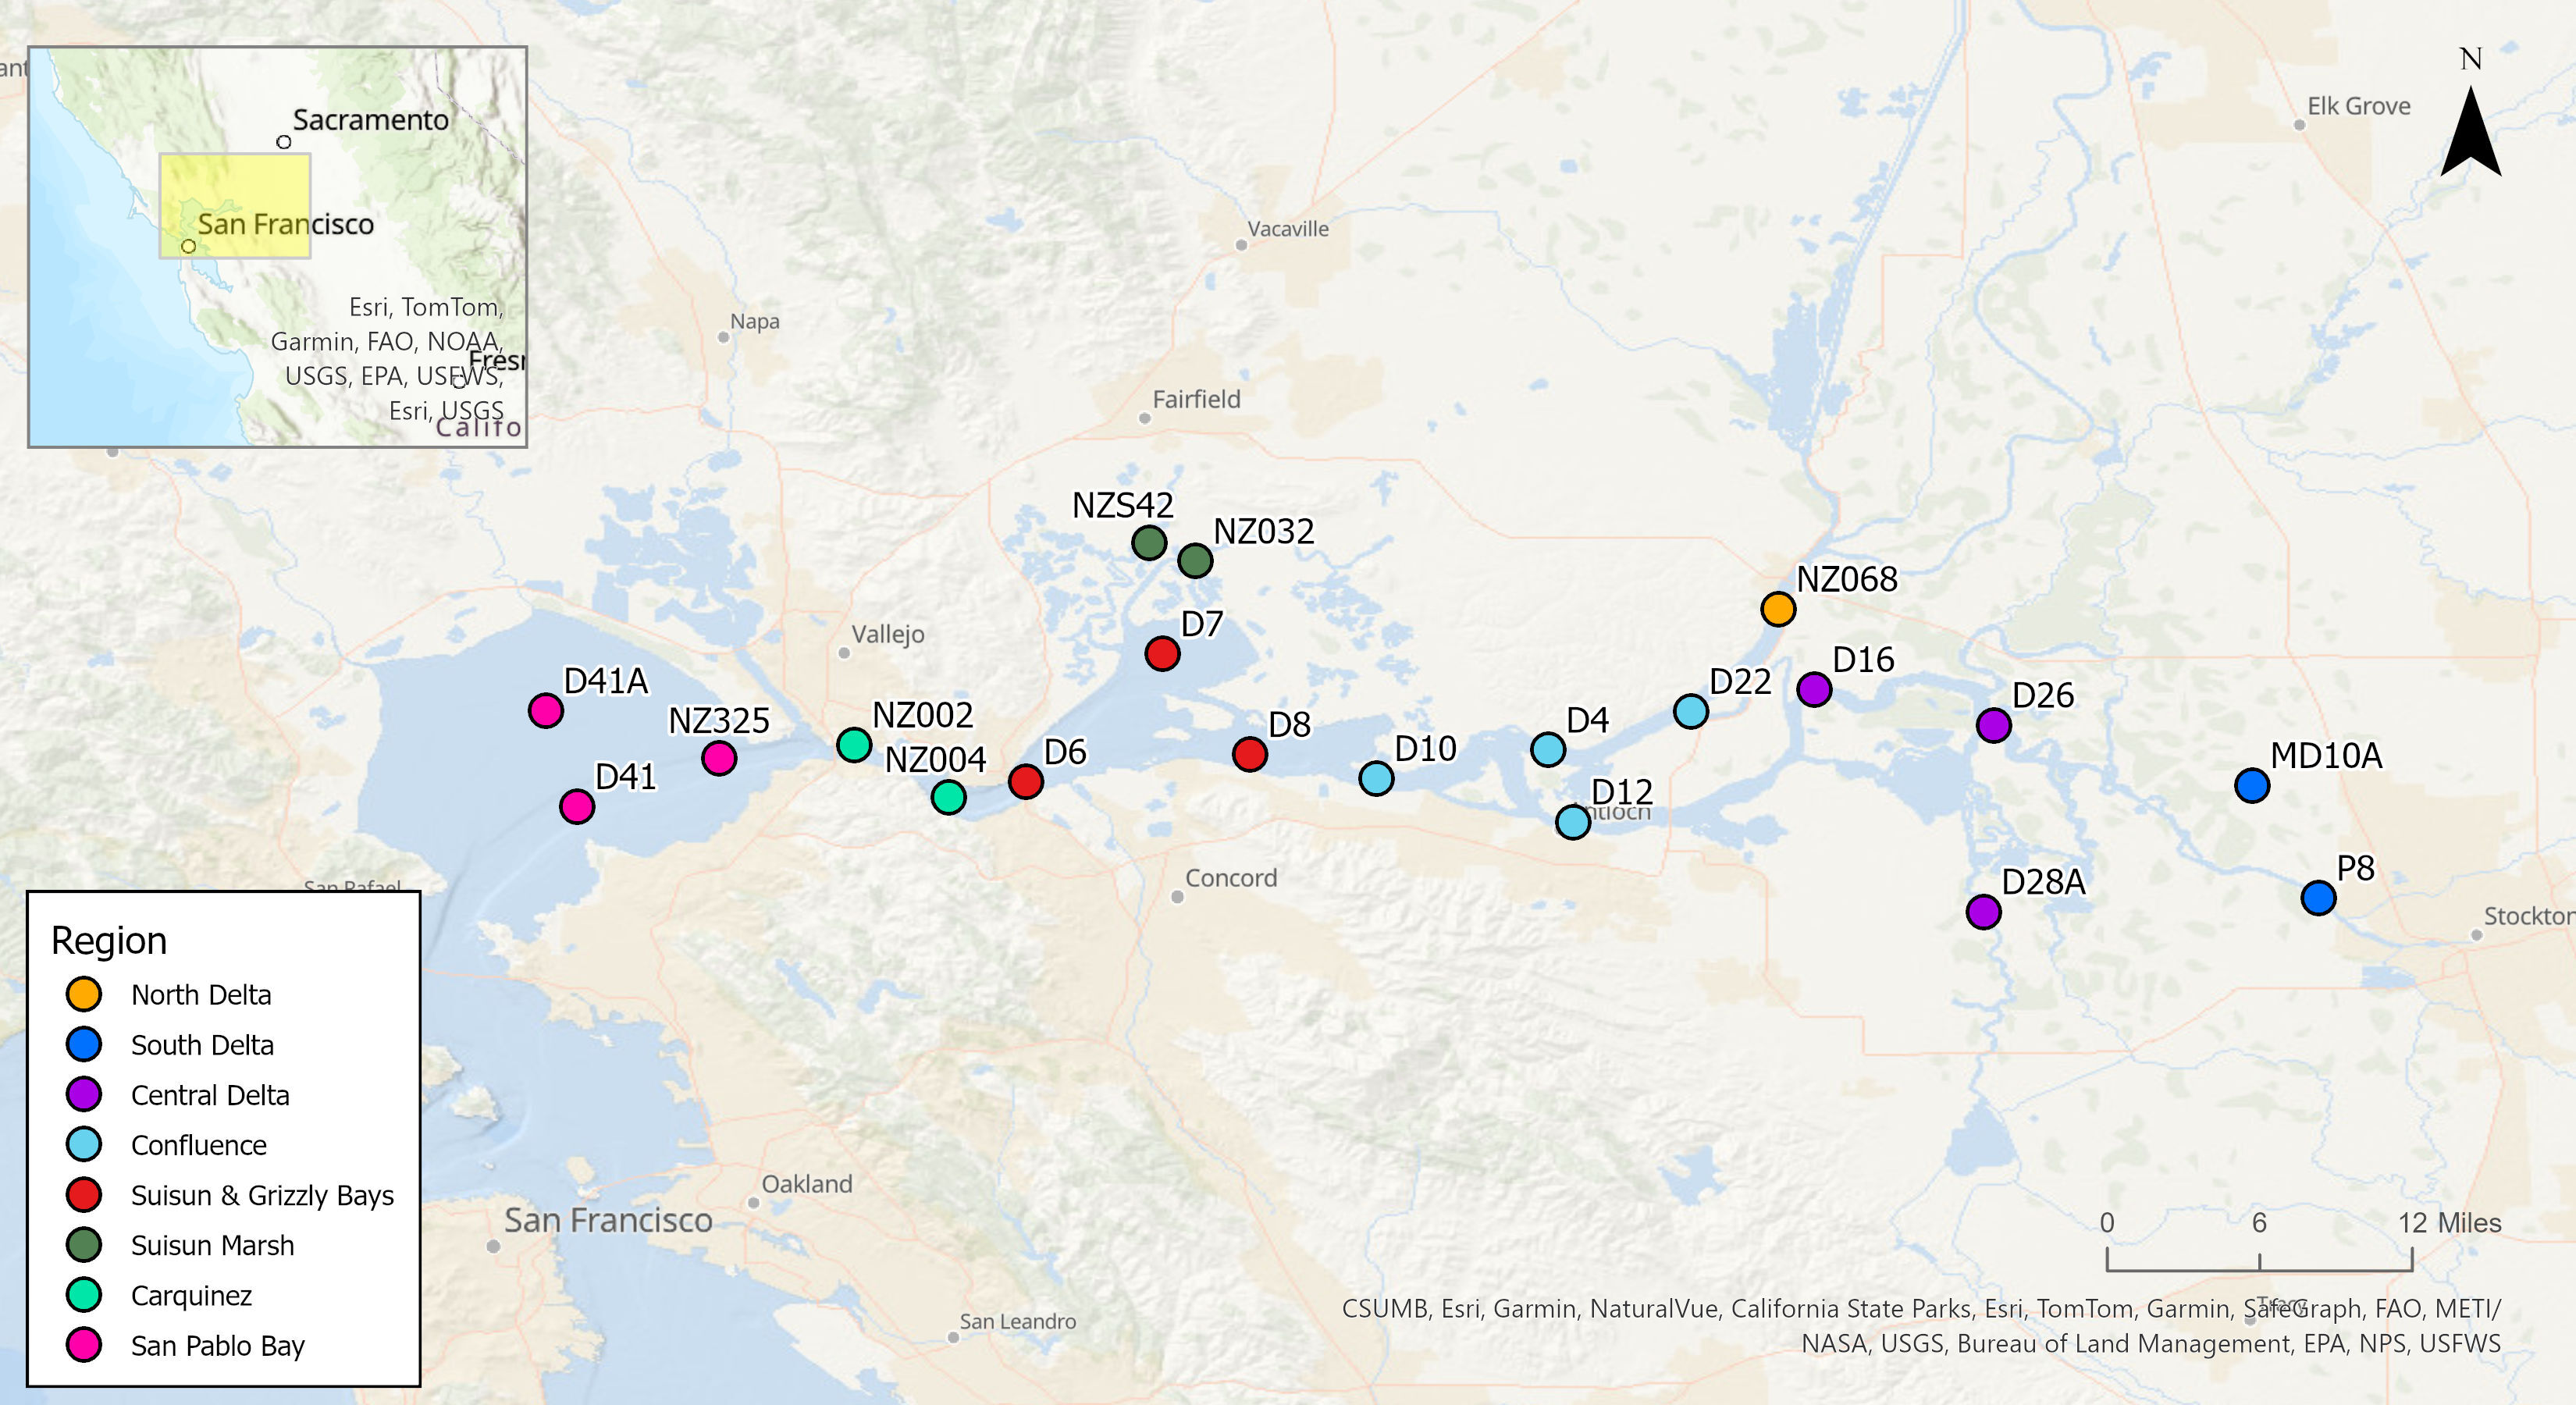 N
Elk Grove
Sacramento
San Francisco
Esri, TomTom,
Garmin, FAO, NOAA,
Fresn
USGS, EPA, USFWS,
Esri, USGS
Califo
ant
Vacaville
Napa
Fairfield
NZS42
NZ032
NZ068
D7
Vallejo
D16
D41A
D22
D26
NZ325
NZ002
D4
D8
D10
MD10A
NZ004
D6
D41
D12
Antioch
P8
Concord
D28A
San Rafael
Stockton
Region
North Delta
South Delta
Central Delta
Confluence
Suisun & Grizzly Bays
Suisun Marsh
Carquinez
San Pablo Bay
Oakland
San Francisco
San Leandro
0 6 12 Miles
Tracy
CSUMB, Esri, Garmin, NaturalVue, California State Parks, Esri, TomTom, Garmin, SafeGraph, FAO, METI/
NASA, USGS, Bureau of Land Management, EPA, NPS, USFWS